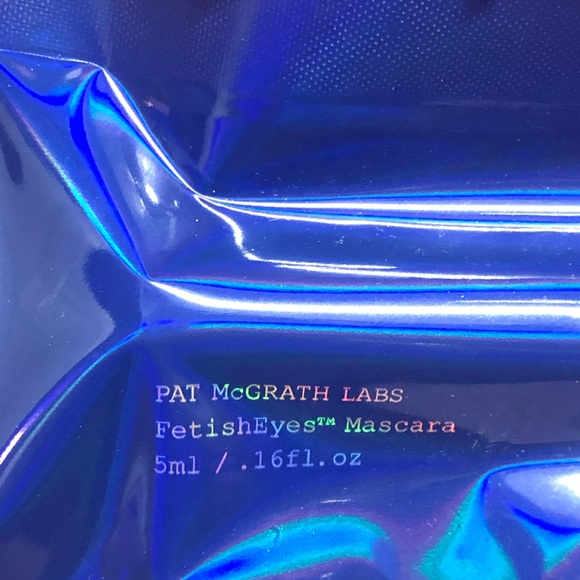 PAT McGRATH LABS
FetishEyes™ Mascara
5ml / .16fl.oz